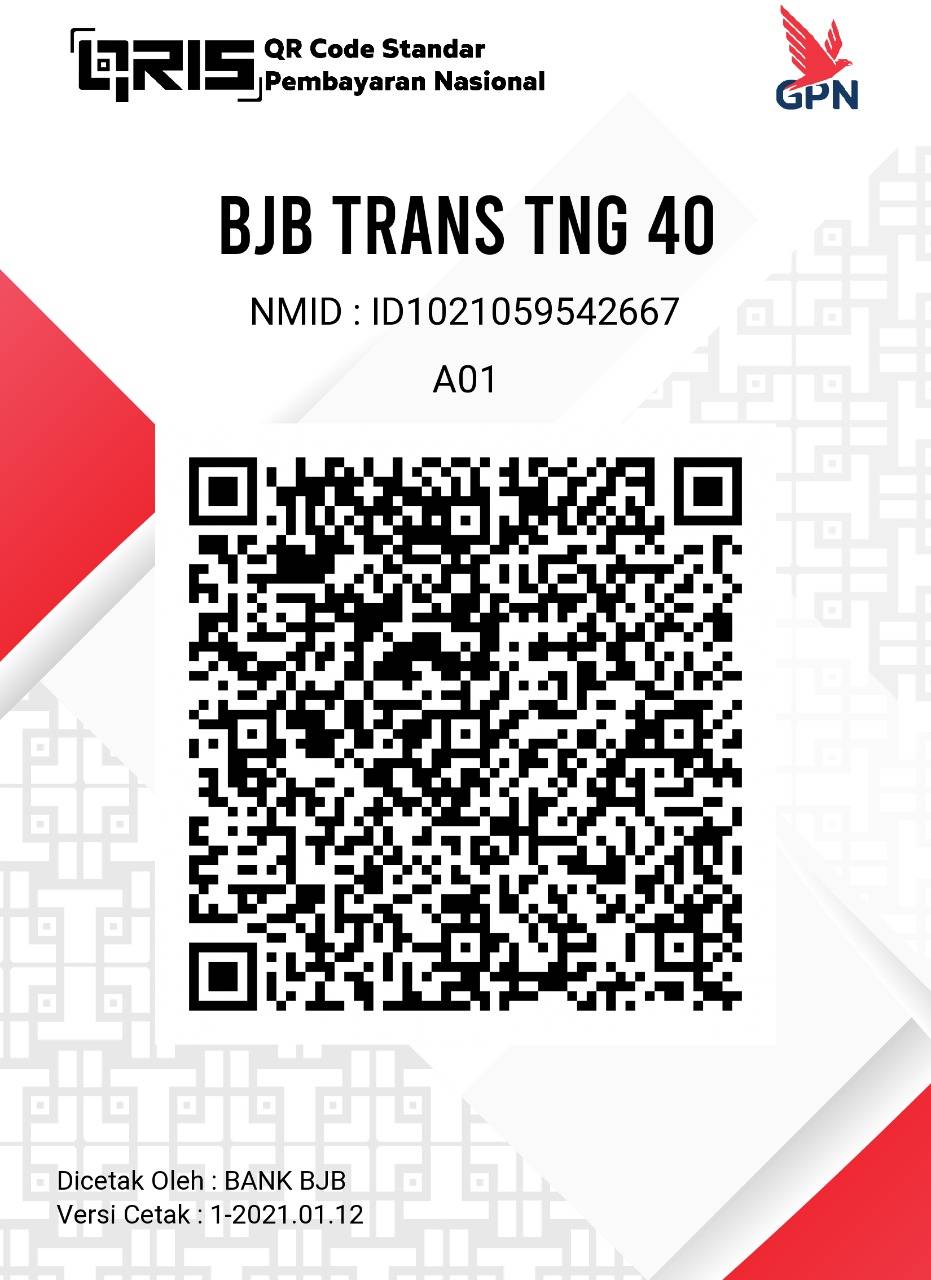 QRIS QR Code Standar
Pembayaran Nasional
GPN
BJB TRANS TNG 40
NMID : ID1021059542667
A01
Dicetak Oleh : BANK BJB
Versi Cetak : 1-2021.01.12